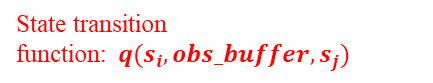 State transition
function: q(sᵢ, obs_buffer, sⱼ)